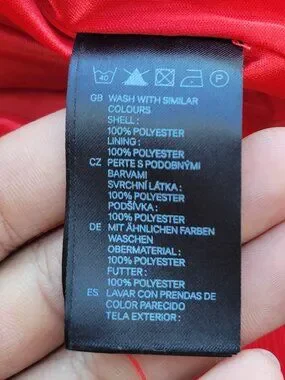 40 P
GB WASH WITH SIMILAR
COLOURS
SHELL :
100% POLYESTER
LINING :
100% POLYESTER
CZ PERTE S PODOBNÝMI
BARVAMI
SVRCHNÍ LÁTKA :
100% POLYESTER
PODŠÍVKA :
100% POLYESTER
DE MIT ÄHNLICHEN FARBEN
WASCHEN
OBERMATERIAL :
100% POLYESTER
FUTTER :
100% POLYESTER
ES LAVAR CON PRENDAS DE
COLOR PARECIDO
TELA EXTERIOR :